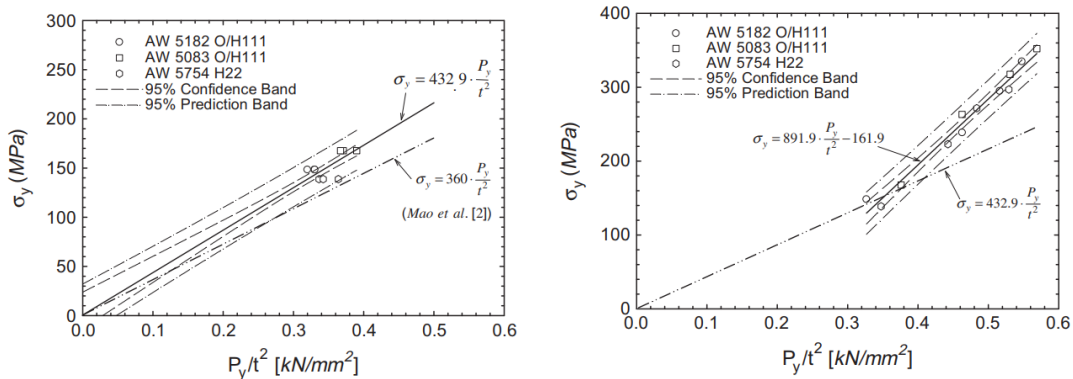 300
250
200
150
100
50
0
σy (MPa)
AW 5182 O/H111
AW 5083 O/H111
AW 5754 H22
95% Confidence Band
95% Prediction Band
σy = 432.9 · Py/t²
σy = 360 · Py/t²
(Mao et al. [2])
0.0 0.1 0.2 0.3 0.4 0.5 0.6
Py/t² [kN/mm²]
400
300
200
100
0
σy (MPa)
AW 5182 O/H111
AW 5083 O/H111
AW 5754 H22
95% Confidence Band
95% Prediction Band
σy = 891.9 · Py/t² − 161.9
σy = 432.9 · Py/t²
0.0 0.1 0.2 0.3 0.4 0.5 0.6
Py/t² [kN/mm²]